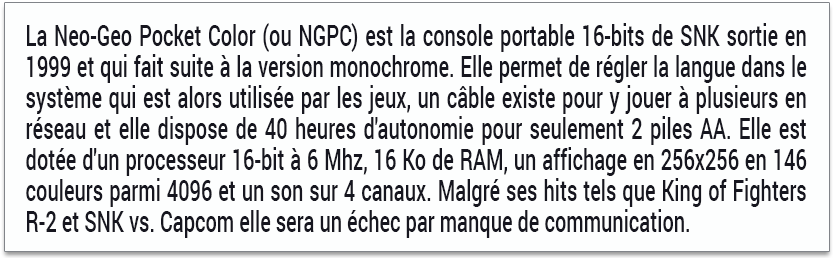 La Neo-Geo Pocket Color (ou NGPC) est la console portable 16-bits de SNK sortie en
1999 et qui fait suite à la version monochrome. Elle permet de régler la langue dans le
système qui est alors utilisée par les jeux, un câble existe pour y jouer à plusieurs en
réseau et elle dispose de 40 heures d'autonomie pour seulement 2 piles AA. Elle est
dotée d'un processeur 16-bit à 6 Mhz, 16 Ko de RAM, un affichage en 256x256 en 146
couleurs parmi 4096 et un son sur 4 canaux. Malgré ses hits tels que King of Fighters
R-2 et SNK vs. Capcom elle sera un échec par manque de communication.